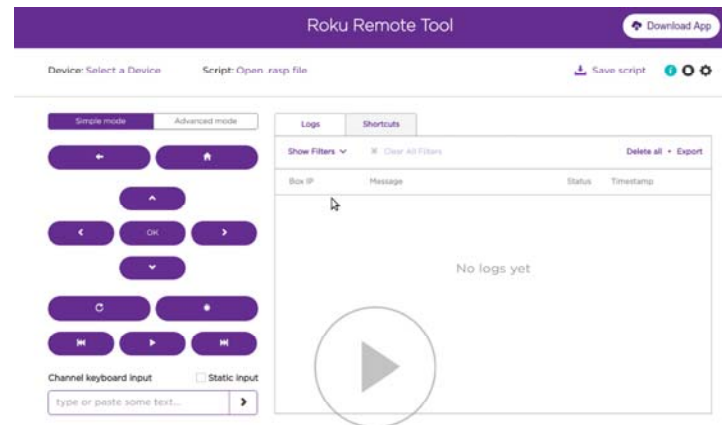 Roku Remote Tool
Download App
Device: Select a Device
Script: Open .rasp file
Save script
Simple mode
Advanced mode
OK
Channel keyboard input
Static input
type or paste some text...
Logs
Shortcuts
Show Filters
Clear All Filters
Delete all • Export
Box IP
Message
Status
Timestamp
No logs yet